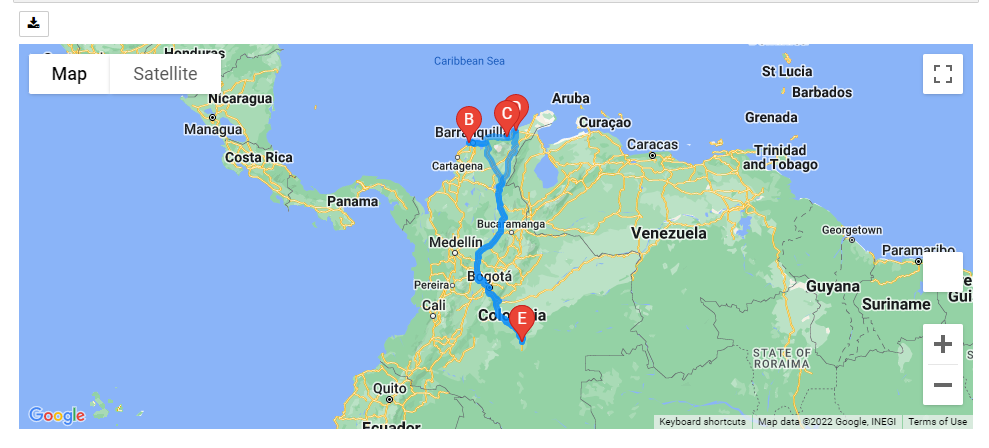 Honduras
Caribbean Sea
Map
Satellite
St Lucia
Barbados
Nicaragua
Aruba
Grenada
Managua
B
C
Curaçao
Barranquilla
Caracas
Costa Rica
Cartagena
Trinidad
and Tobago
Panama
Bucaramanga
Venezuela
Georgetown
Medellín
Paramaribo
Bogotá
Pereira
Guyana
Cali
Suriname
Colombia
E
STATE OF
RORAIMA
Quito
Google
Ecuador
Keyboard shortcuts
Map data ©2022 Google, INEGI
Terms of Use